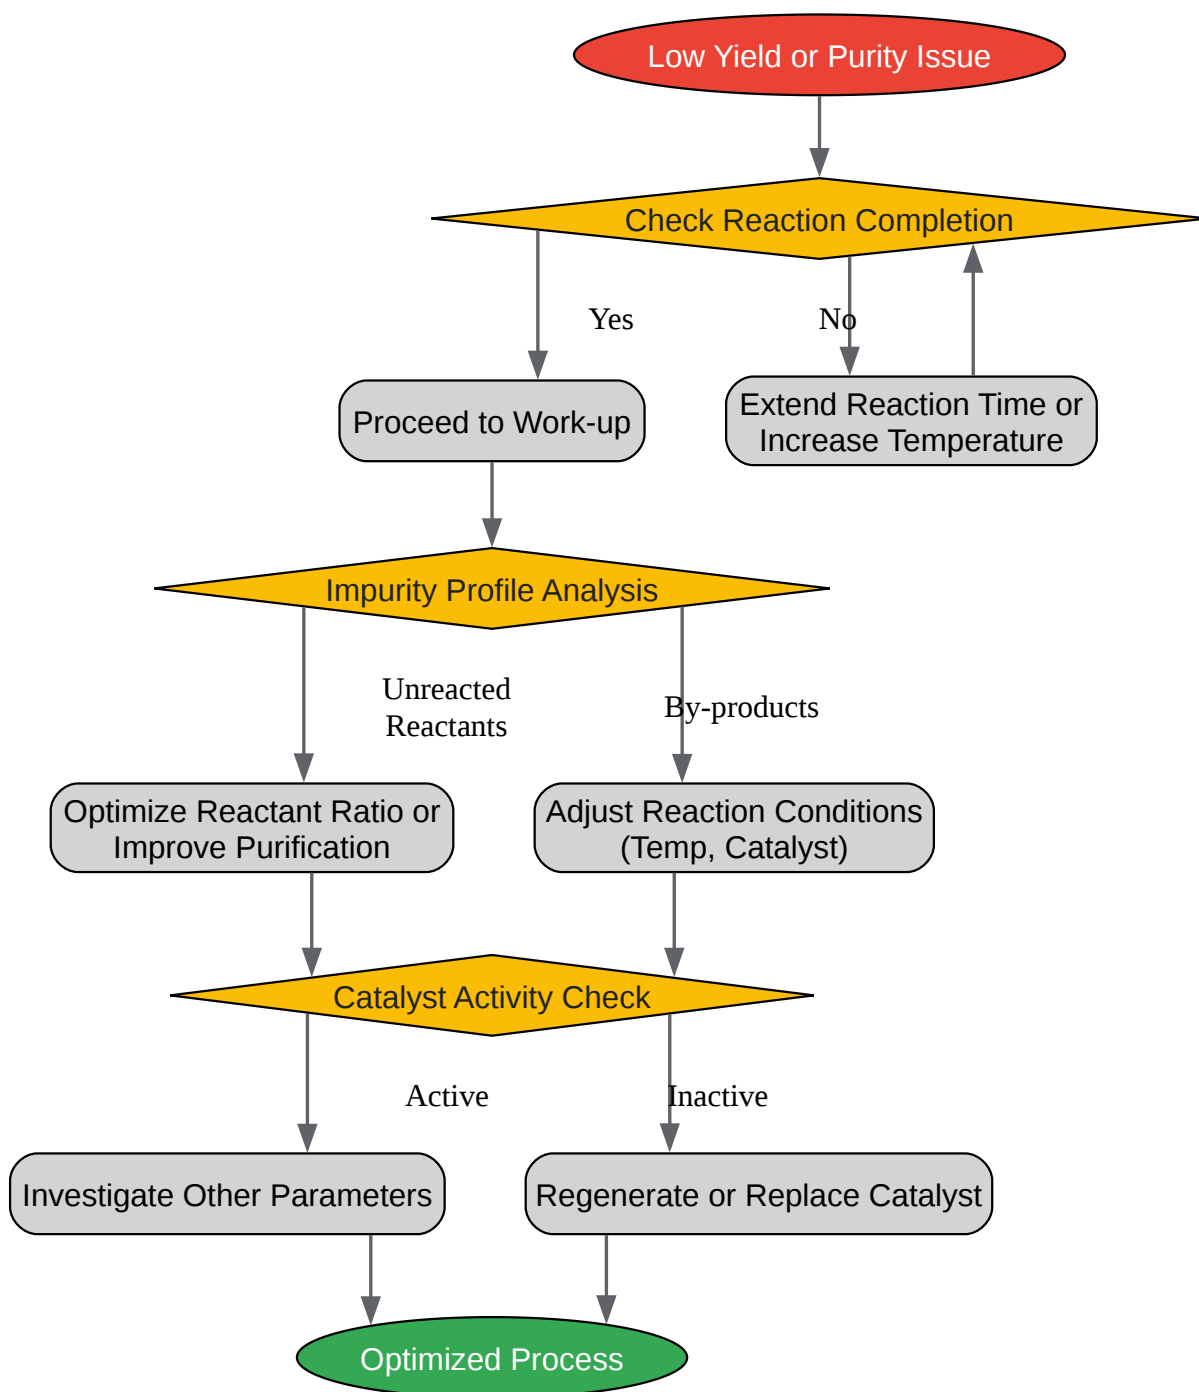 Low Yield or Purity Issue
Check Reaction Completion
Yes
No
Proceed to Work-up
Extend Reaction Time or
Increase Temperature
Impurity Profile Analysis
Unreacted
Reactants
By-products
Optimize Reactant Ratio or
Improve Purification
Adjust Reaction Conditions
(Temp, Catalyst)
Catalyst Activity Check
Active
Inactive
Investigate Other Parameters
Regenerate or Replace Catalyst
Optimized Process